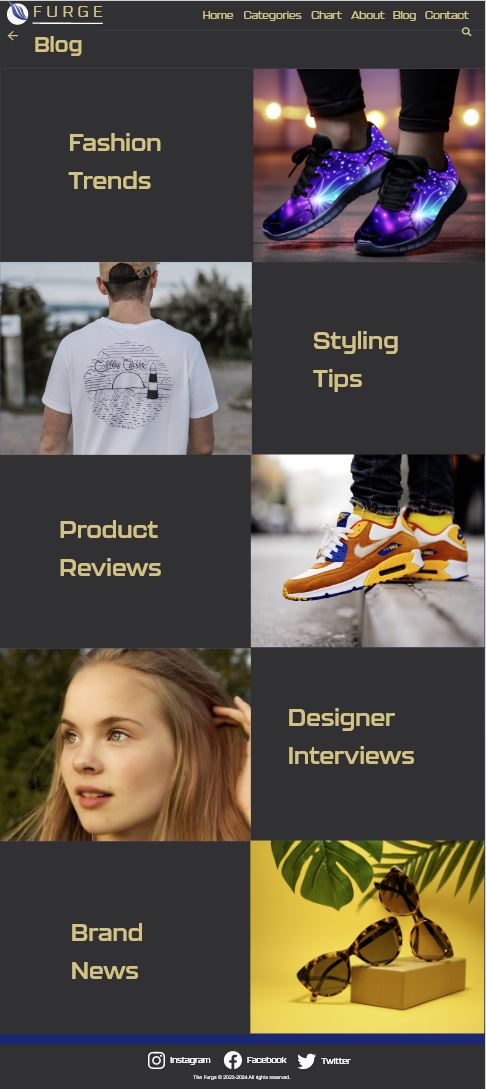 FURGE
Home Categories Chart About Blog Contact
Blog
Fashion
Trends
Styling
Tips
Product
Reviews
Designer
Interviews
Brand
News
Instagram Facebook Twitter
The Furge © 2023-2024 All rights reserved.